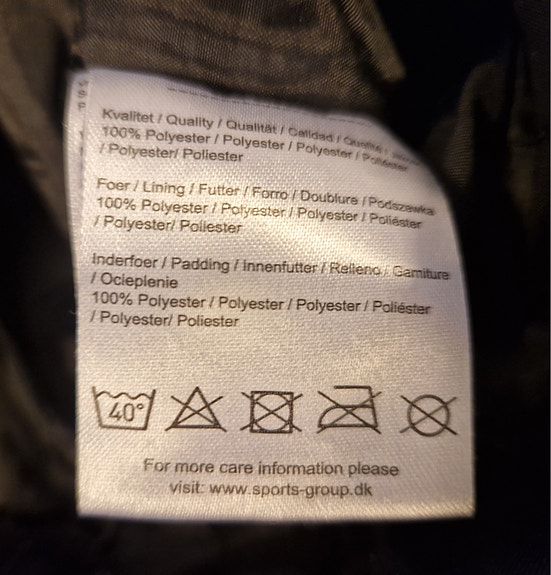 Kvalitet / Quality / Qualität / Calidad / Qualité /
100% Polyester / Polyester / Polyester / Poliéster
/ Polyester/ Poliester
Foer / Lining / Futter / Forro / Doublure / Podszewka
100% Polyester / Polyester / Polyester / Poliéster
/ Polyester/ Poliester
Inderfoer / Padding / Innenfutter / Relleno / Garniture
/ Ocieplenie
100% Polyester / Polyester / Polyester / Poliéster
/ Polyester/ Poliester
40°
For more care information please
visit: www.sports-group.dk